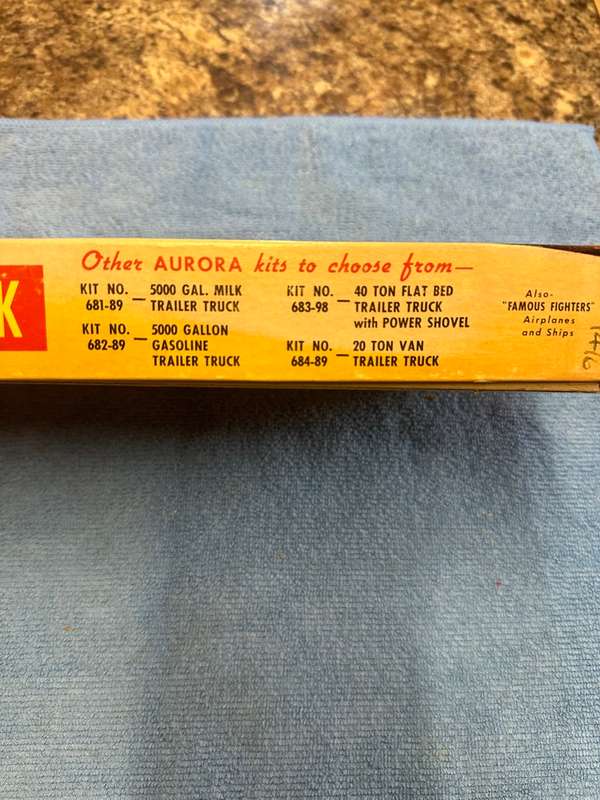 K
Other AURORA kits to choose from—
KIT NO. 681-89 — 5000 GAL. MILK
TRAILER TRUCK
KIT NO. 682-89 — 5000 GALLON
GASOLINE
TRAILER TRUCK
KIT NO. 683-98 — 40 TON FLAT BED
TRAILER TRUCK
with POWER SHOVEL
KIT NO. 684-89 — 20 TON VAN
TRAILER TRUCK
Also-
"FAMOUS FIGHTERS"
Airplanes
and Ships